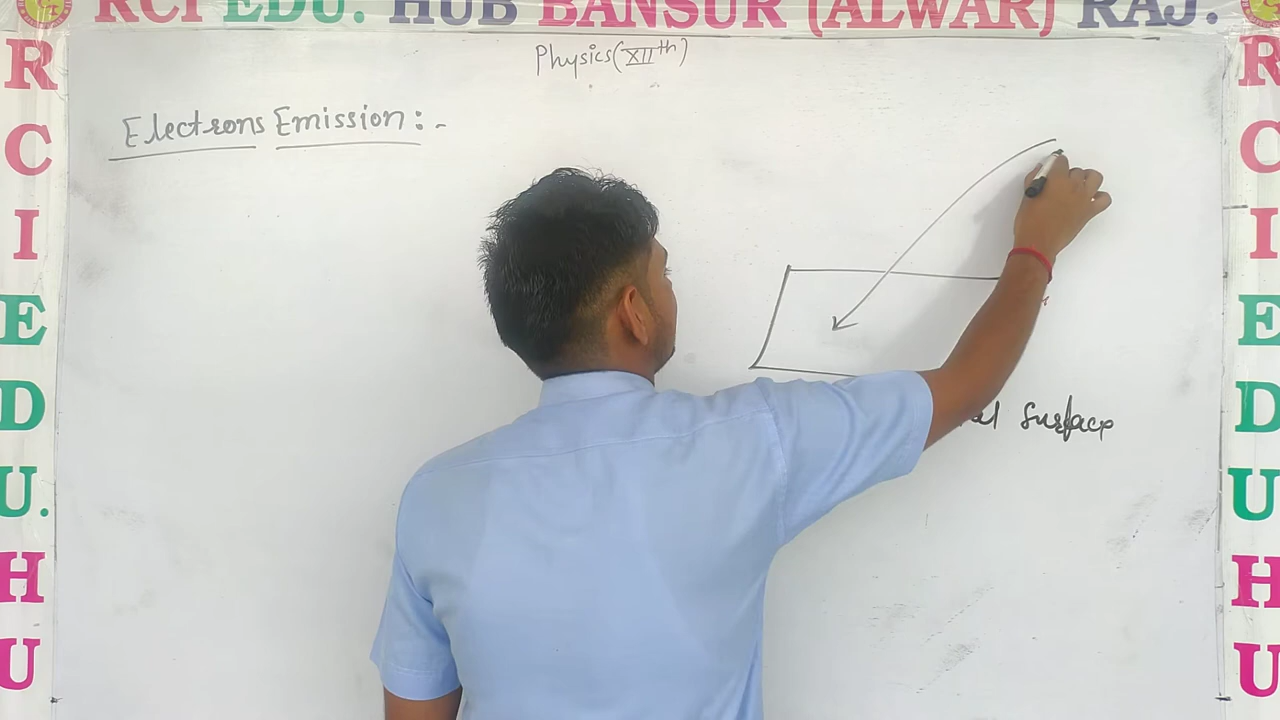 RCI EDU. HUB BANSUR (ALWAR) RAJ.
Physics(XIIth)
Electrons Emission:-
Surface
R
C
I
E
D
U.
H
U
R
C
I
E
D
U
H
U